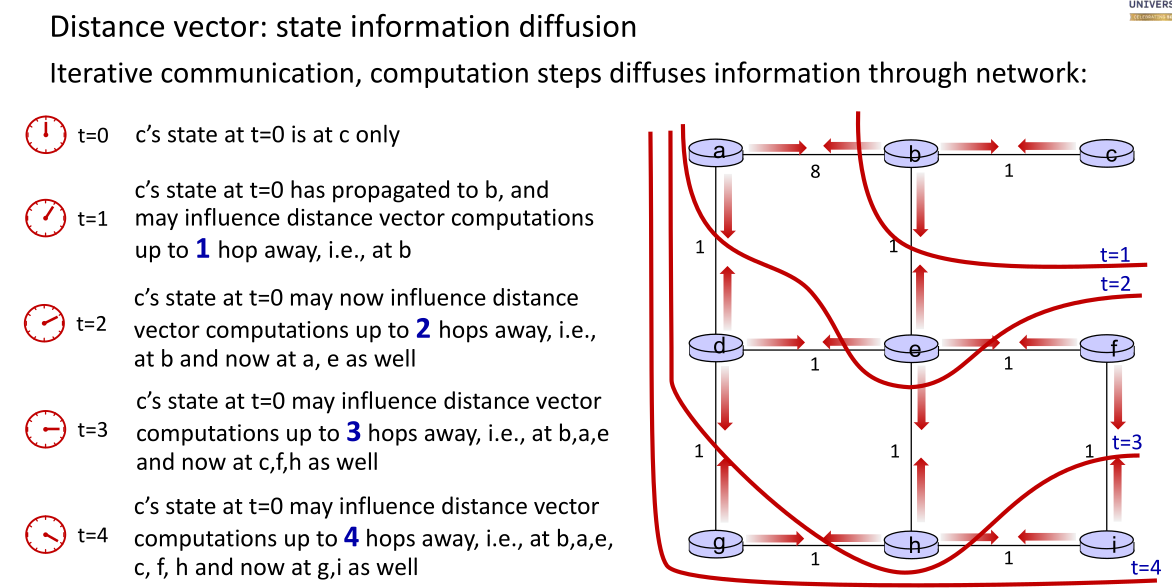 UNIVERS
Distance vector: state information diffusion
Iterative communication, computation steps diffuses information through network:
t=0 c's state at t=0 is at c only
t=1 c's state at t=0 has propagated to b, and
may influence distance vector computations
up to 1 hop away, i.e., at b
t=2 c's state at t=0 may now influence distance
vector computations up to 2 hops away, i.e.,
at b and now at a, e as well
t=3 c's state at t=0 may influence distance vector
computations up to 3 hops away, i.e., at b,a,e
and now at c,f,h as well
t=4 c's state at t=0 may influence distance vector
computations up to 4 hops away, i.e., at b,a,e,
c, f, h and now at g,i as well
a b c
8 1
1 1
t=1
t=2
d e f
1 1
1 1 1 t=3
g h i
1 1
t=4